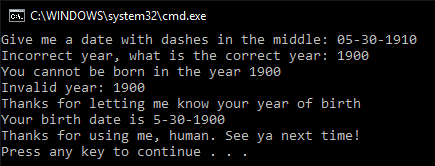 C:\WINDOWS\system32\cmd.exe
Give me a date with dashes in the middle: 05-30-1910
Incorrect year, what is the correct year: 1900
You cannot be born in the year 1900
Invalid year: 1900
Thanks for letting me know your year of birth
Your birth date is 5-30-1900
Thanks for using me, human. See ya next time!
Press any key to continue . . .